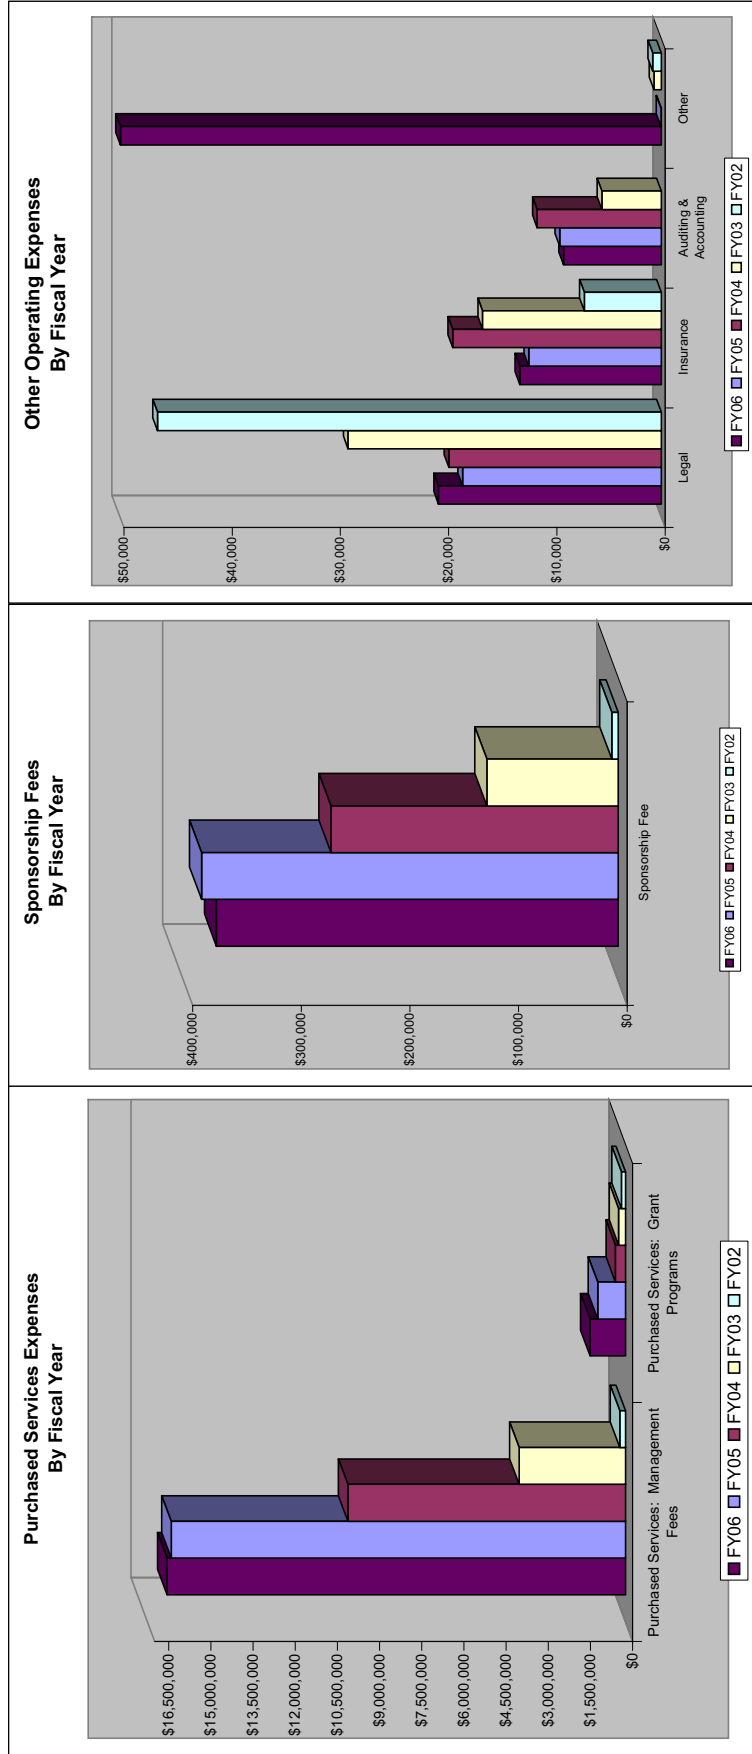 Purchased Services Expenses
By Fiscal Year
$16,500,000
$15,000,000
$13,500,000
$12,000,000
$10,500,000
$9,000,000
$7,500,000
$6,000,000
$4,500,000
$3,000,000
$1,500,000
$0
Purchased Services: Management
Fees
Purchased Services: Grant
Programs
FY06 FY05 FY04 FY03 FY02
Sponsorship Fees
By Fiscal Year
$400,000
$300,000
$200,000
$100,000
$0
Sponsorship Fee
FY06 FY05 FY04 FY03 FY02
Other Operating Expenses
By Fiscal Year
$50,000
$40,000
$30,000
$20,000
$10,000
$0
Legal
Insurance
Auditing &
Accounting
Other
FY06 FY05 FY04 FY03 FY02